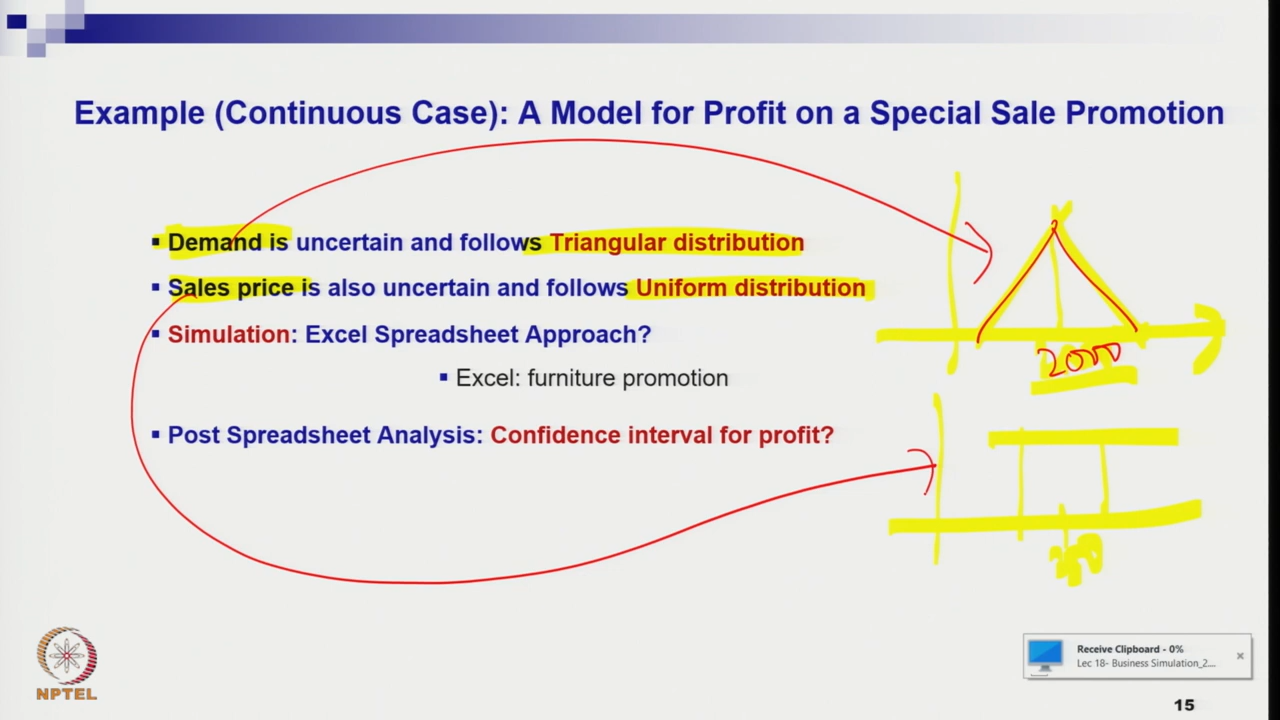 Example (Continuous Case): A Model for Profit on a Special Sale Promotion
▪ Demand is uncertain and follows Triangular distribution
▪ Sales price is also uncertain and follows Uniform distribution
▪ Simulation: Excel Spreadsheet Approach?
▪ Excel: furniture promotion
▪ Post Spreadsheet Analysis: Confidence interval for profit?
2000
Receive Clipboard - 0%
Lec 18- Business Simulation_2...
NPTEL
15